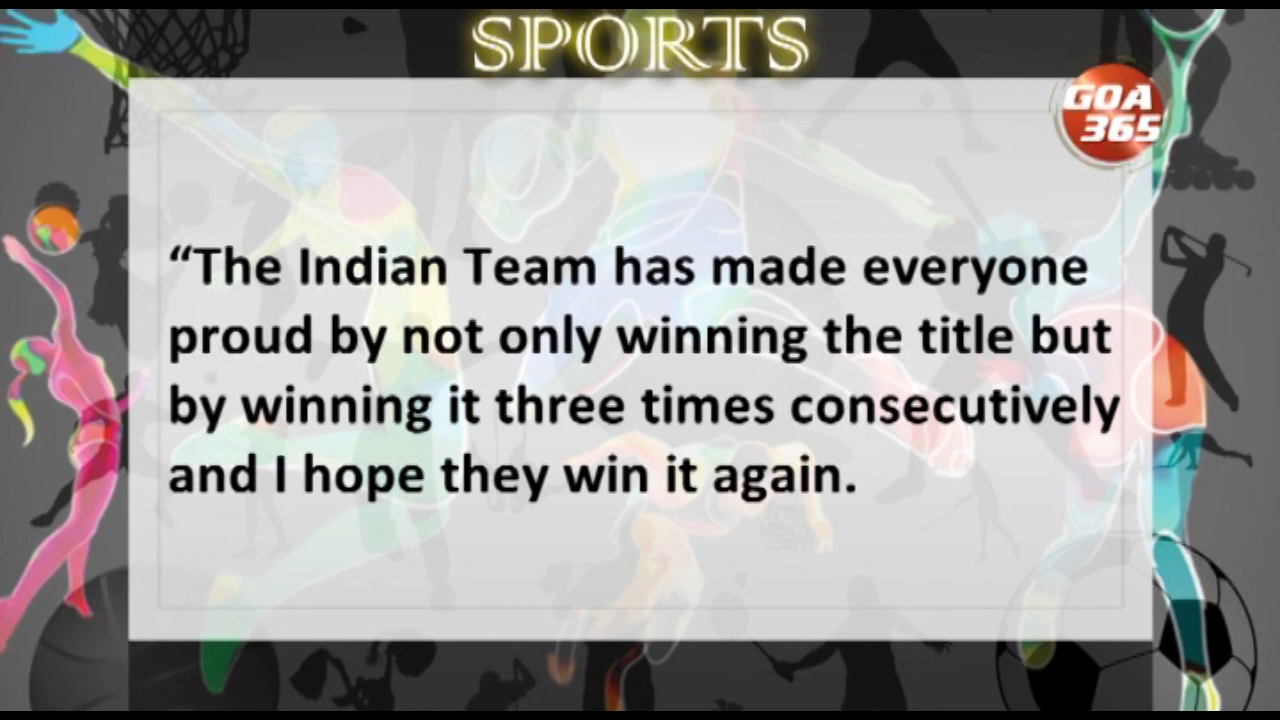 SPORTS
GOA
365
“The Indian Team has made everyone
proud by not only winning the title but
by winning it three times consecutively
and I hope they win it again.